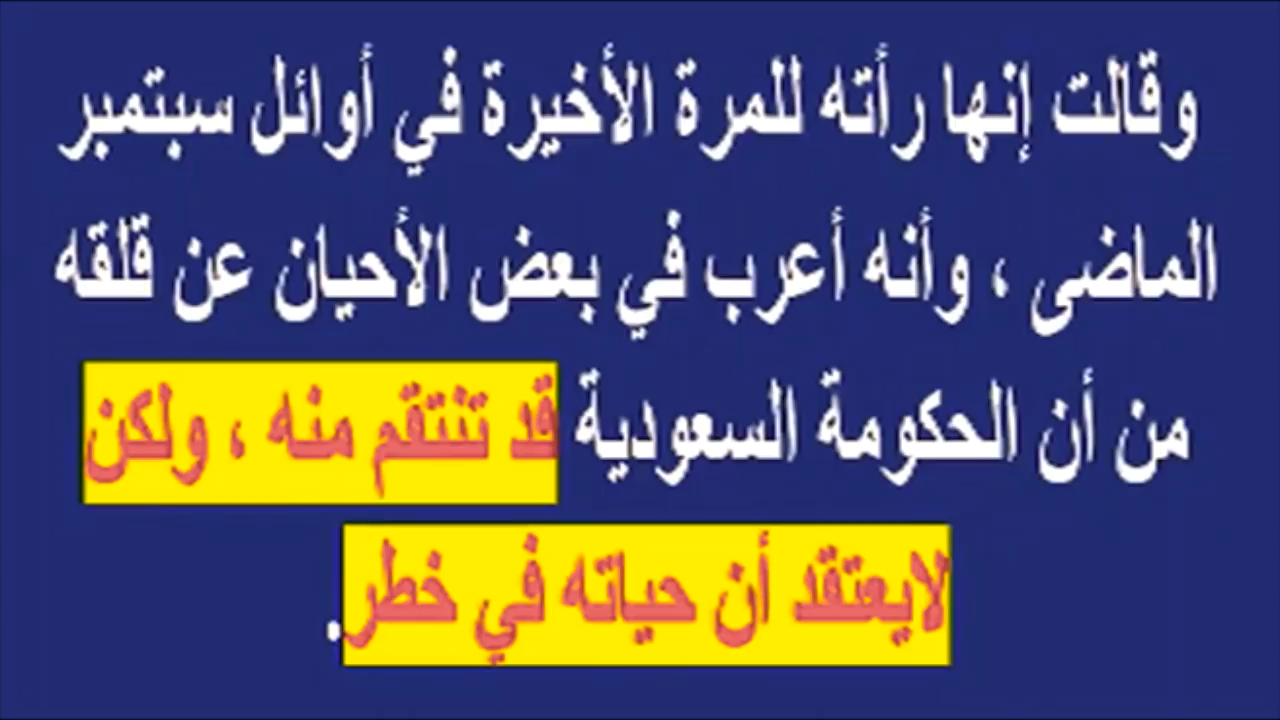 وقالت إنها رأته للمرة الأخيرة في أوائل سبتمبر
الماضى ، وأنه أعرب في بعض الأحيان عن قلقه
من أن الحكومة السعودية قد تنتقم منه ، ولكن
لايعتقد أن حياته في خطر.